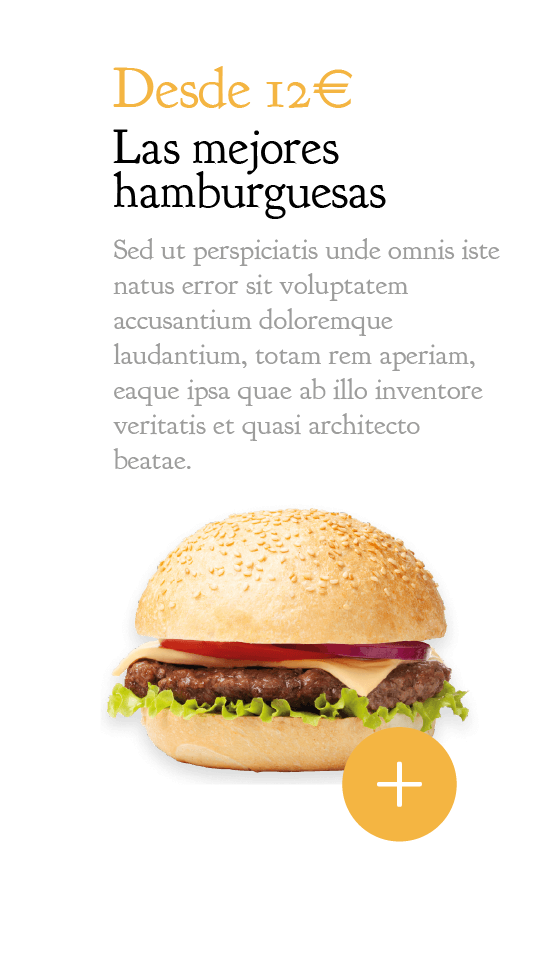 Desde 12€
Las mejores
hamburguesas
Sed ut perspiciatis unde omnis iste
natus error sit voluptatem
accusantium doloremque
laudantium, totam rem aperiam,
eaque ipsa quae ab illo inventore
veritatis et quasi architecto
beatae.